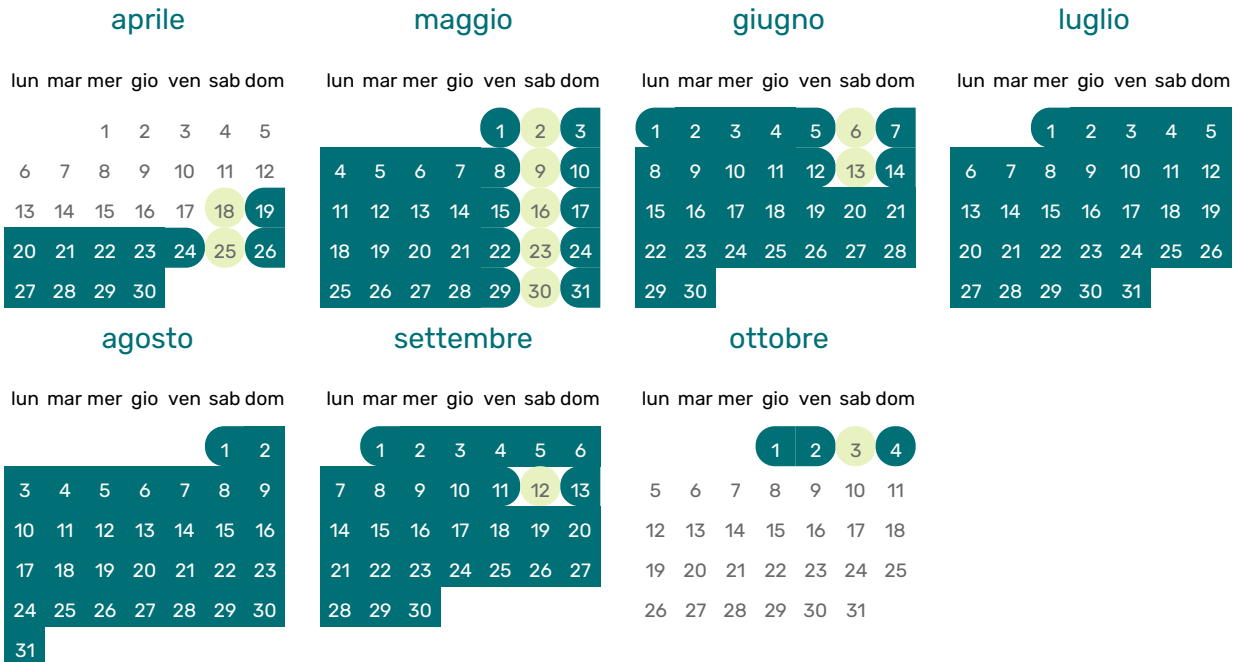 aprile
lun mar mer gio ven sab dom
1 2 3 4 5
6 7 8 9 10 11 12
13 14 15 16 17 18 19
20 21 22 23 24 25 26
27 28 29 30
maggio
lun mar mer gio ven sab dom
1 2 3
4 5 6 7 8 9 10
11 12 13 14 15 16 17
18 19 20 21 22 23 24
25 26 27 28 29 30 31
giugno
lun mar mer gio ven sab dom
1 2 3 4 5 6 7
8 9 10 11 12 13 14
15 16 17 18 19 20 21
22 23 24 25 26 27 28
29 30
luglio
lun mar mer gio ven sab dom
1 2 3 4 5
6 7 8 9 10 11 12
13 14 15 16 17 18 19
20 21 22 23 24 25 26
27 28 29 30 31
agosto
lun mar mer gio ven sab dom
1 2
3 4 5 6 7 8 9
10 11 12 13 14 15 16
17 18 19 20 21 22 23
24 25 26 27 28 29 30
31
settembre
lun mar mer gio ven sab dom
1 2 3 4 5 6
7 8 9 10 11 12 13
14 15 16 17 18 19 20
21 22 23 24 25 26 27
28 29 30
ottobre
lun mar mer gio ven sab dom
1 2 3 4
5 6 7 8 9 10 11
12 13 14 15 16 17 18
19 20 21 22 23 24 25
26 27 28 29 30 31